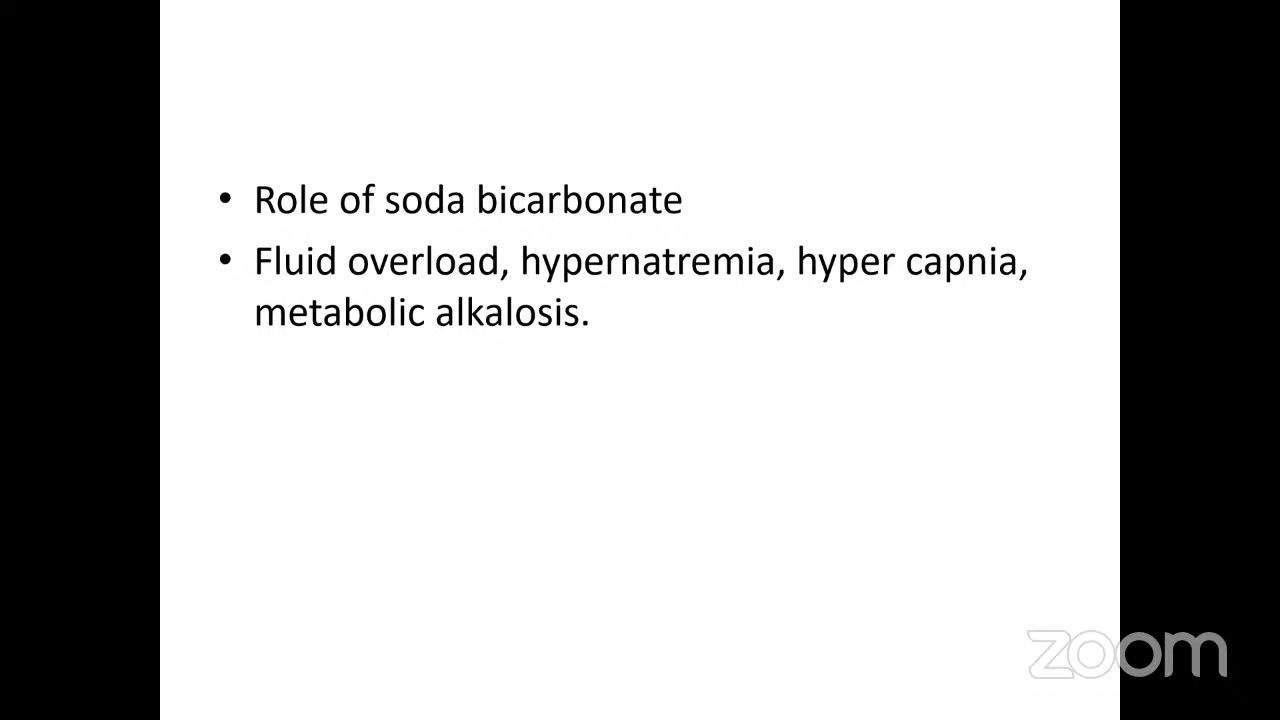 • Role of soda bicarbonate
• Fluid overload, hypernatremia, hyper capnia,
metabolic alkalosis.
zoom